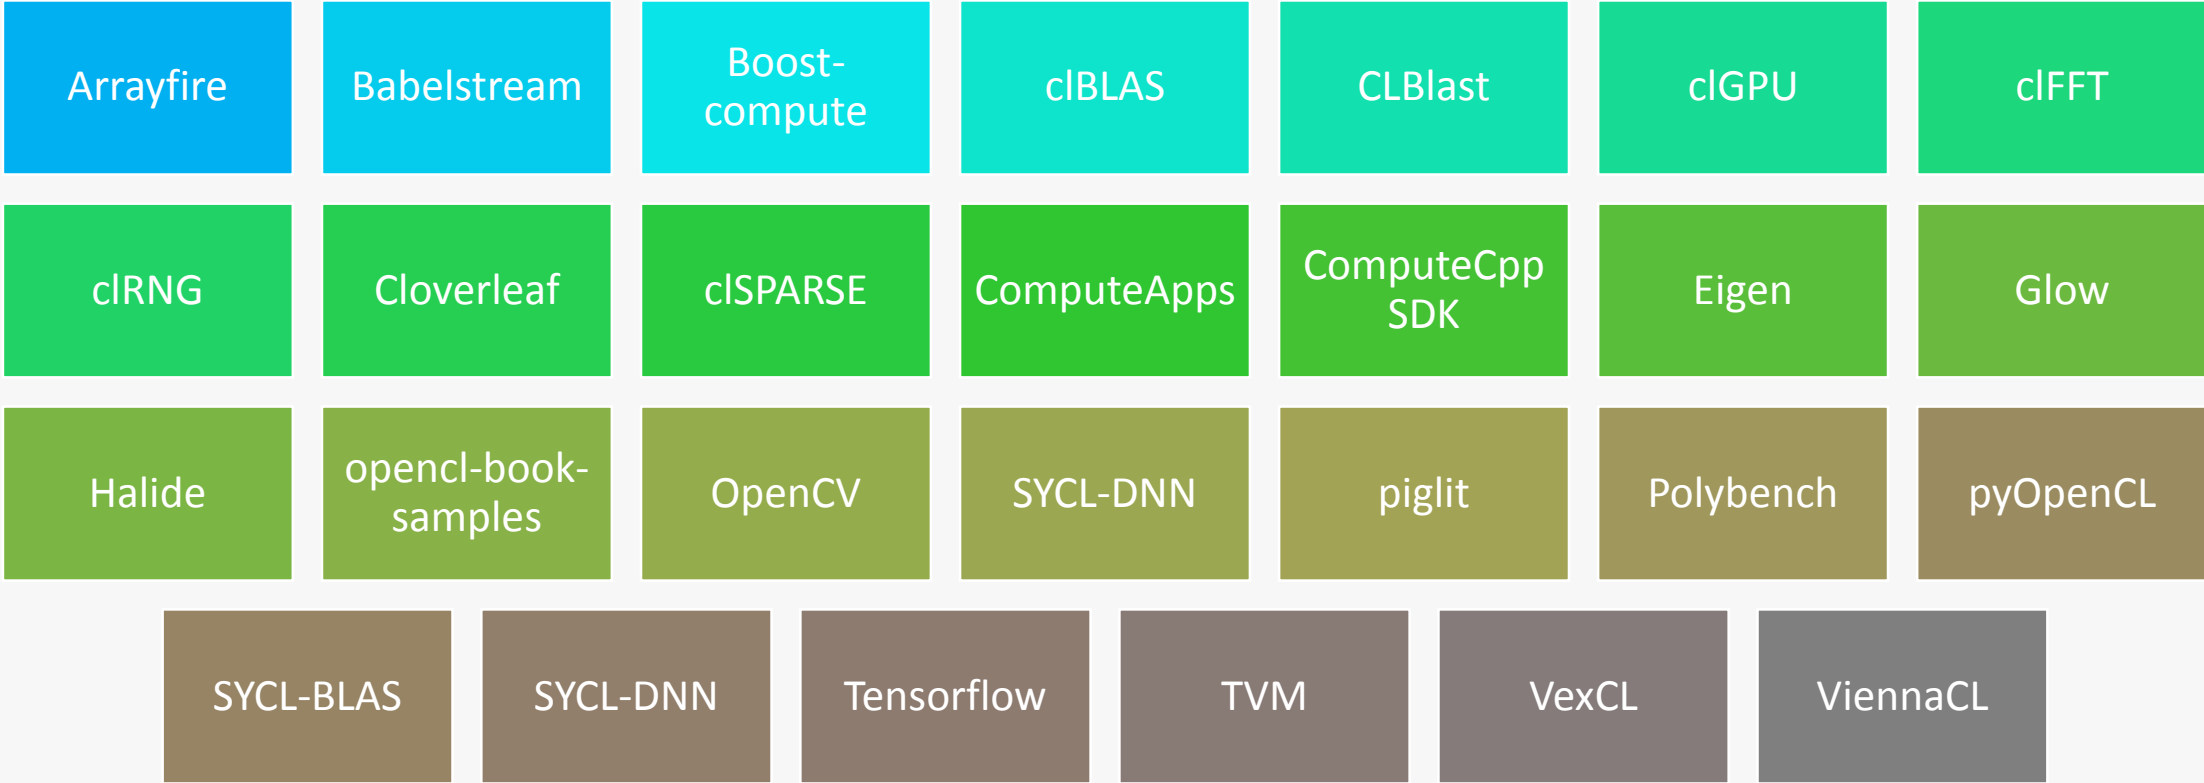 Arrayfire
Babelstream
Boost-
compute
clBLAS
CLBlast
clGPU
clFFT
clRNG
Cloverleaf
clSPARSE
ComputeApps
ComputeCpp
SDK
Eigen
Glow
Halide
opencl-book-
samples
OpenCV
SYCL-DNN
piglit
Polybench
pyOpenCL
SYCL-BLAS
SYCL-DNN
Tensorflow
TVM
VexCL
ViennaCL